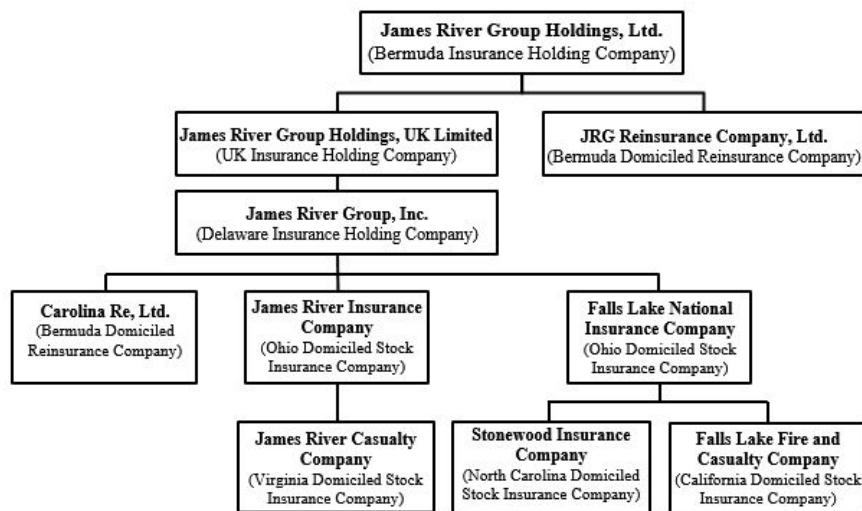 James River Group Holdings, Ltd.
(Bermuda Insurance Holding Company)
James River Group Holdings, UK Limited
(UK Insurance Holding Company)
JRG Reinsurance Company, Ltd.
(Bermuda Domiciled Reinsurance Company)
James River Group, Inc.
(Delaware Insurance Holding Company)
Carolina Re, Ltd.
(Bermuda Domiciled
Reinsurance Company)
James River Insurance
Company
(Ohio Domiciled Stock
Insurance Company)
Falls Lake National
Insurance Company
(Ohio Domiciled Stock
Insurance Company)
James River Casualty
Company
(Virginia Domiciled Stock
Insurance Company)
Stonewood Insurance
Company
(North Carolina Domiciled
Stock Insurance Company)
Falls Lake Fire and
Casualty Company
(California Domiciled Stock
Insurance Company)